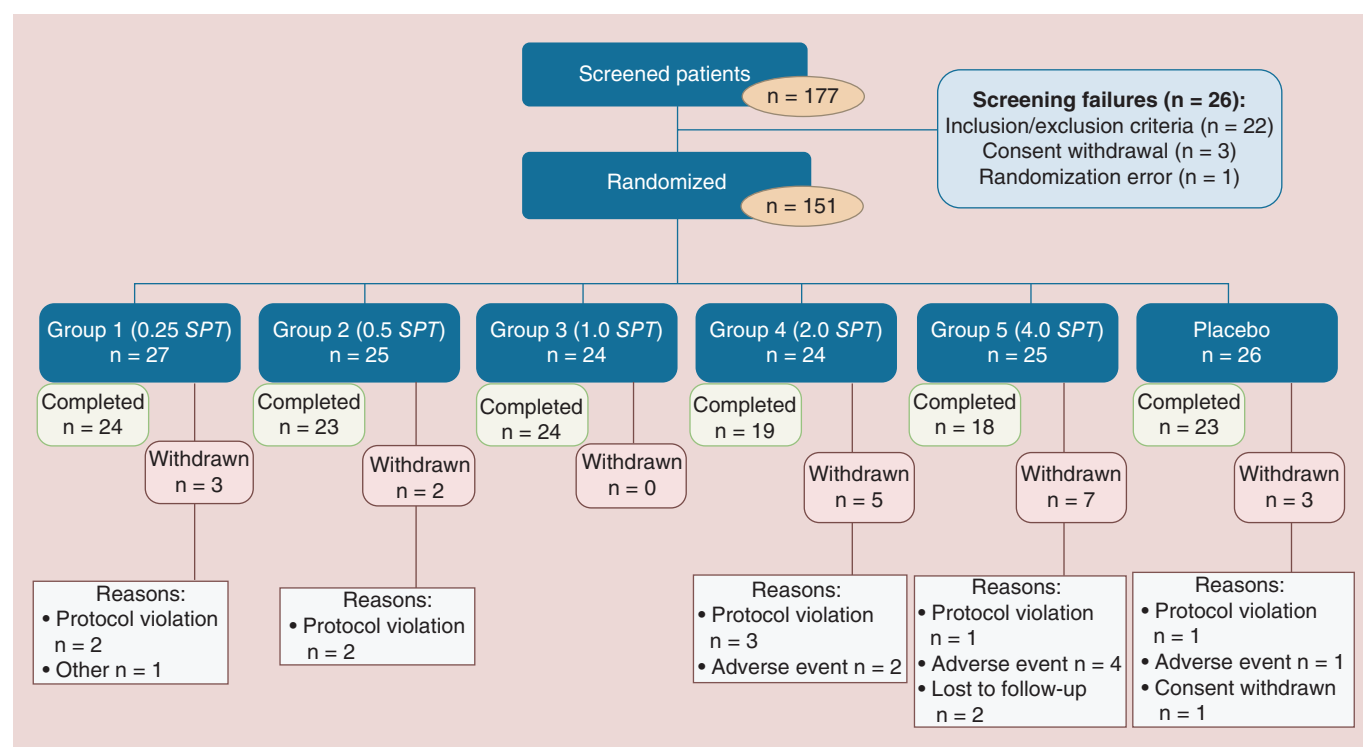 Screened patients
n = 177
Screening failures (n = 26):
Inclusion/exclusion criteria (n = 22)
Consent withdrawal (n = 3)
Randomization error (n = 1)
Randomized
n = 151
Group 1 (0.25 SPT)
n = 27
Group 2 (0.5 SPT)
n = 25
Group 3 (1.0 SPT)
n = 24
Group 4 (2.0 SPT)
n = 24
Group 5 (4.0 SPT)
n = 25
Placebo
n = 26
Completed
n = 24
Completed
n = 23
Completed
n = 24
Completed
n = 19
Completed
n = 18
Completed
n = 23
Withdrawn
n = 3
Withdrawn
n = 2
Withdrawn
n = 0
Withdrawn
n = 5
Withdrawn
n = 7
Withdrawn
n = 3
Reasons:
• Protocol violation
n = 2
• Other n = 1
Reasons:
• Protocol violation
n = 2
Reasons:
• Protocol violation
n = 3
• Adverse event n = 2
Reasons:
• Protocol violation
n = 1
• Adverse event n = 4
• Lost to follow-up
n = 2
Reasons:
• Protocol violation
n = 1
• Adverse event n = 1
• Consent withdrawn
n = 1